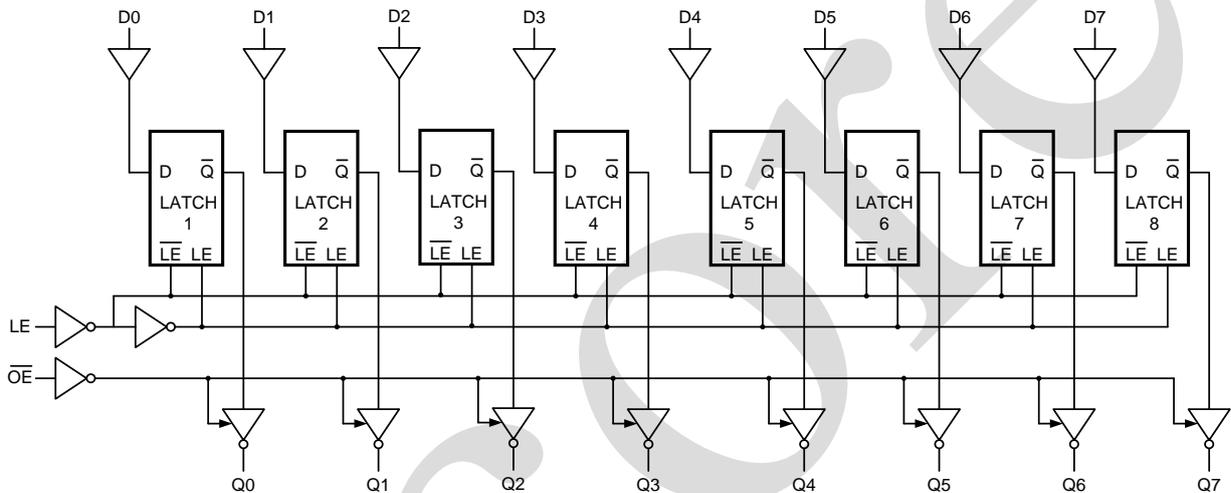 D0 D1 D2 D3 D4 D5 D6 D7
D Q̅ D Q̅ D Q̅ D Q̅ D Q̅ D Q̅ D Q̅ D Q̅
LATCH LATCH LATCH LATCH LATCH LATCH LATCH LATCH
1 2 3 4 5 6 7 8
L̅E̅ LE L̅E̅ LE L̅E̅ LE L̅E̅ LE L̅E̅ LE L̅E̅ LE L̅E̅ LE L̅E̅ LE
LE
O̅E̅
Q0 Q1 Q2 Q3 Q4 Q5 Q6 Q7